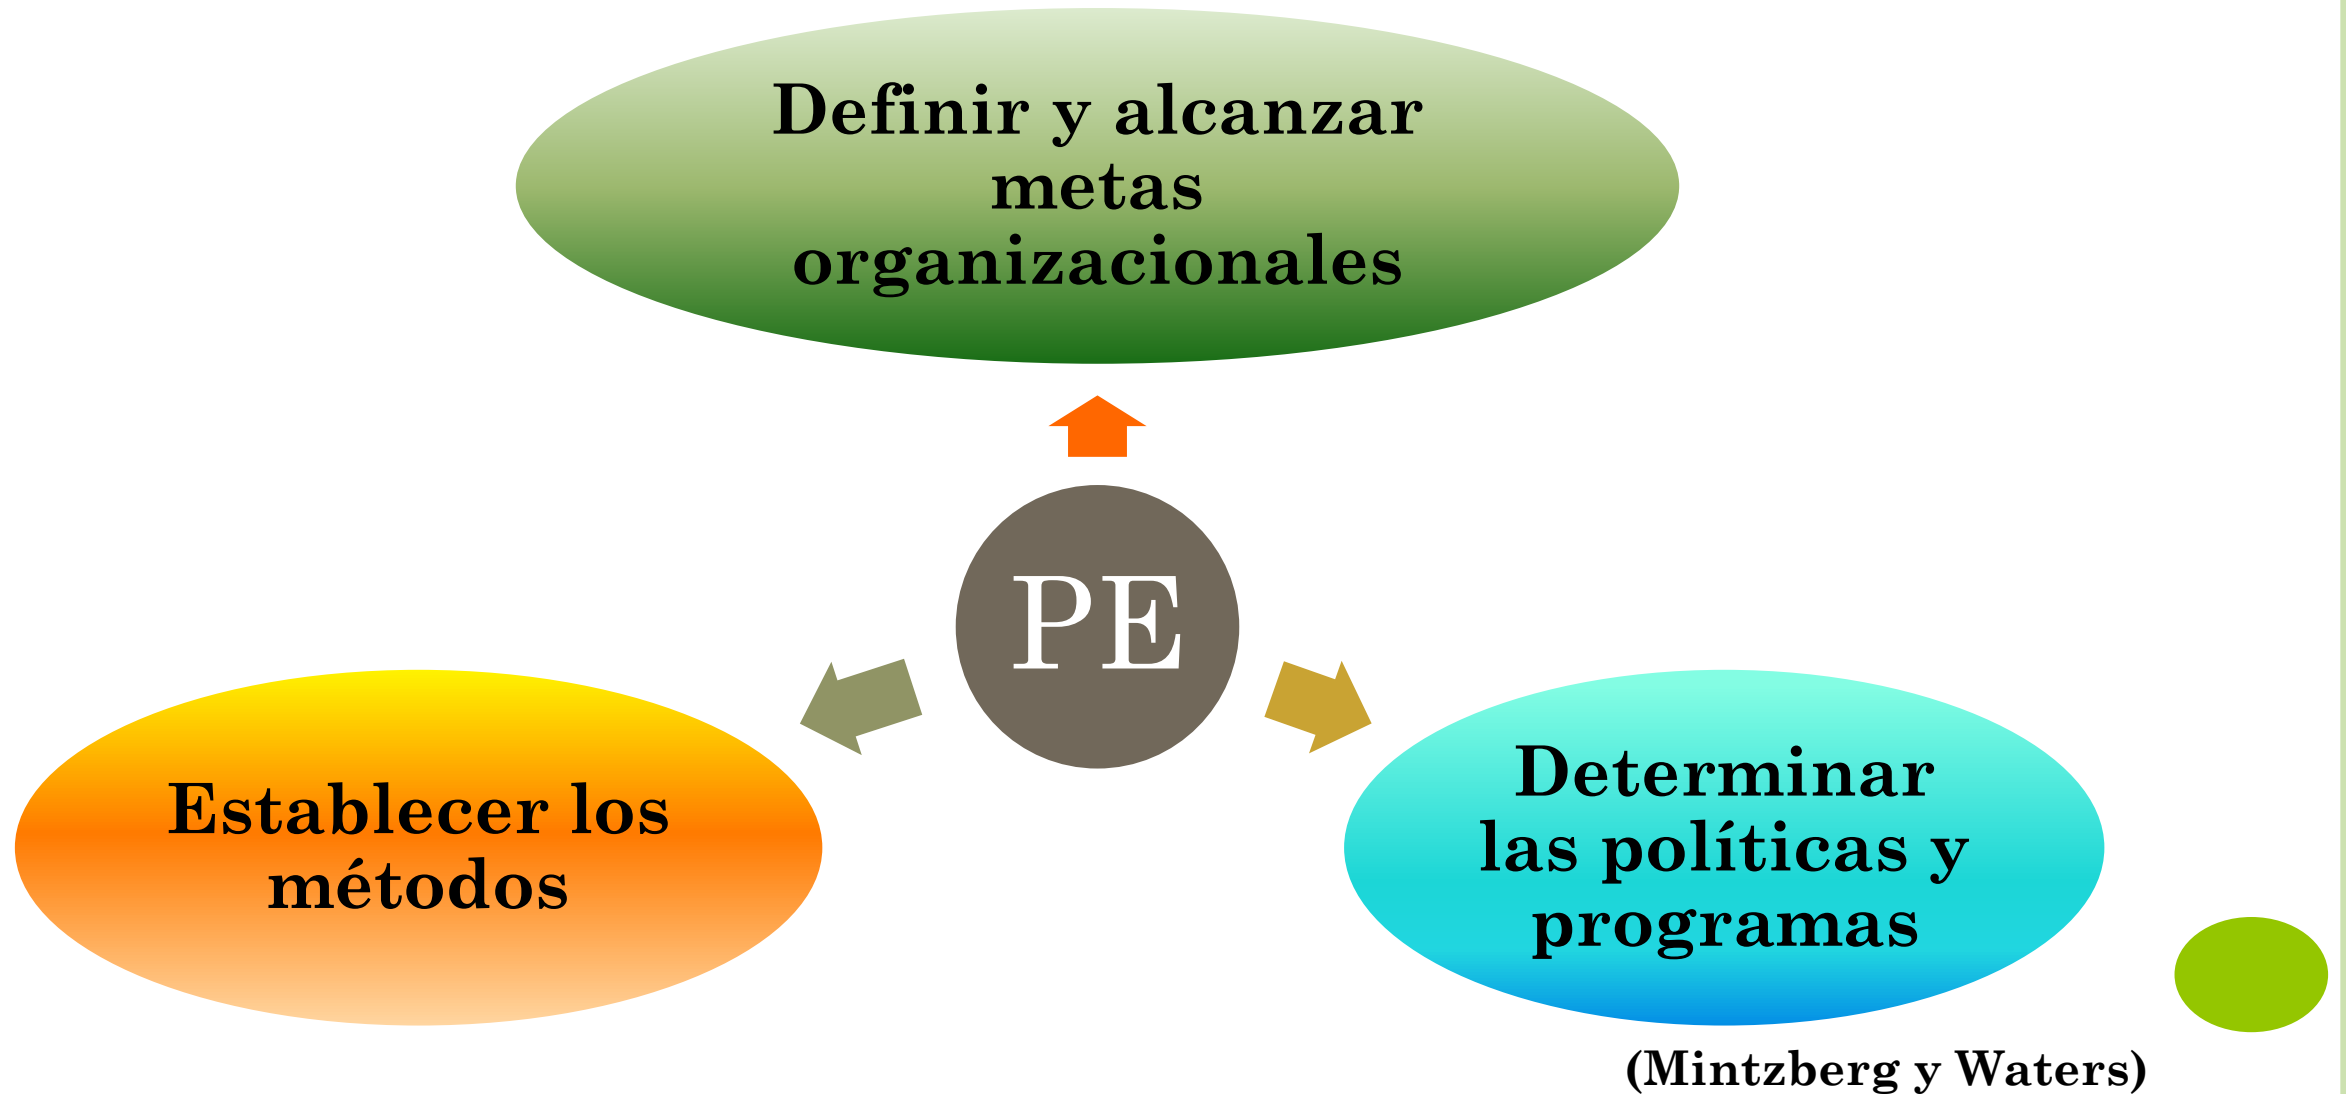 Definir y alcanzar
metas
organizacionales
PE
Establecer los
métodos
Determinar
las políticas y
programas
(Mintzberg y Waters)